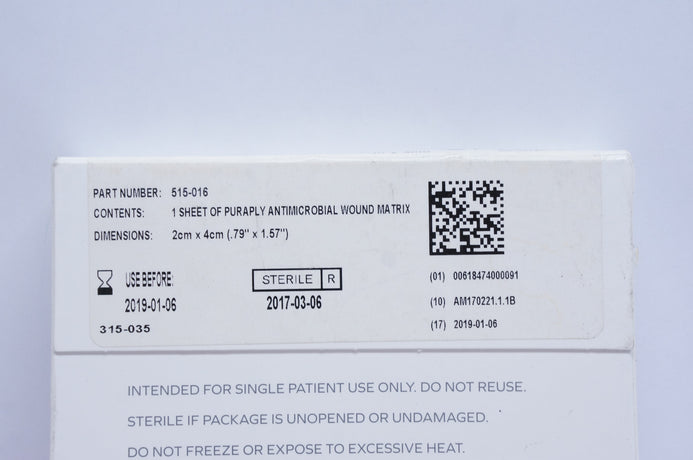 PART NUMBER: 515-016
CONTENTS: 1 SHEET OF PURAPLY ANTIMICROBIAL WOUND MATRIX
DIMENSIONS: 2cm x 4cm (.79" x 1.57")
USE BEFORE:
2019-01-06
315-035
STERILE R
2017-03-06
(01) 00618474000091
(10) AM170221.1.1B
(17) 2019-01-06
INTENDED FOR SINGLE PATIENT USE ONLY. DO NOT REUSE.
STERILE IF PACKAGE IS UNOPENED OR UNDAMAGED.
DO NOT FREEZE OR EXPOSE TO EXCESSIVE HEAT.